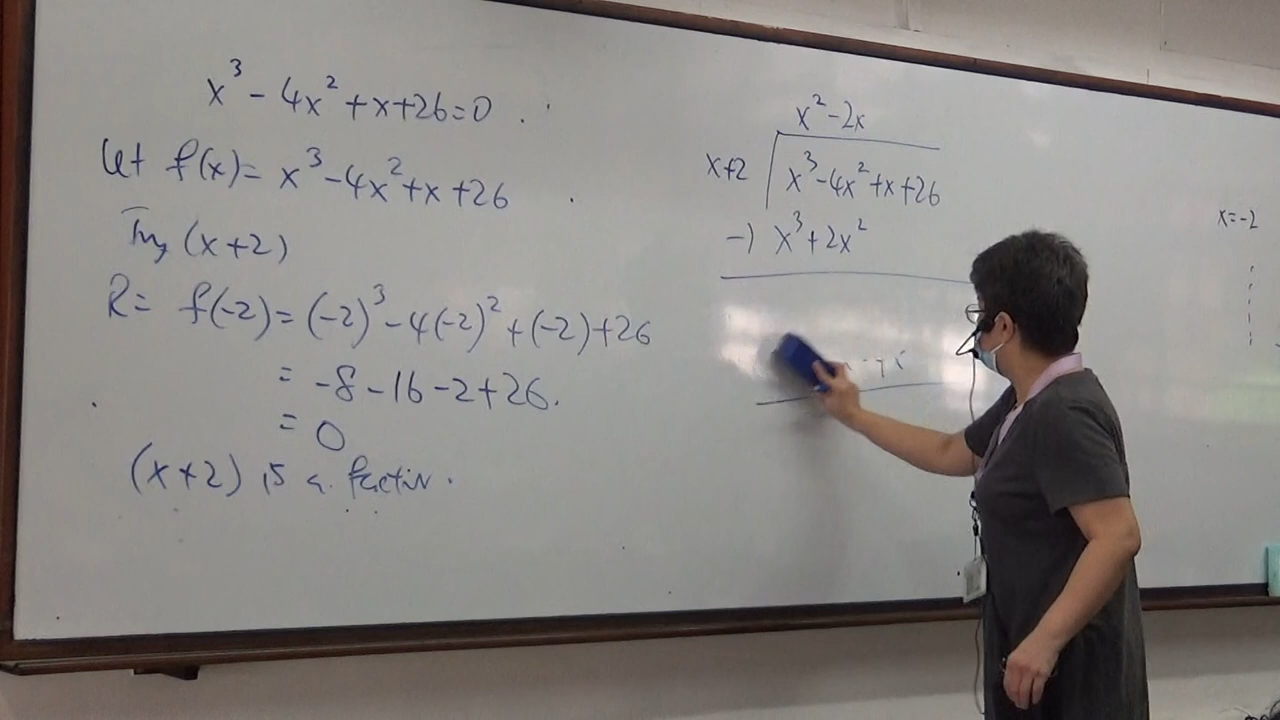 x³ - 4x² + x + 26 = 0 .
Let f(x) = x³ - 4x² + x + 26
Try (x+2)
R = f(-2) = (-2)³ - 4(-2)² + (-2) + 26
= -8 - 16 - 2 + 26.
= 0
(x+2) is a factor.
x² - 2x
x+2 x³ - 4x² + x + 26
-) x³ + 2x²
x = -2